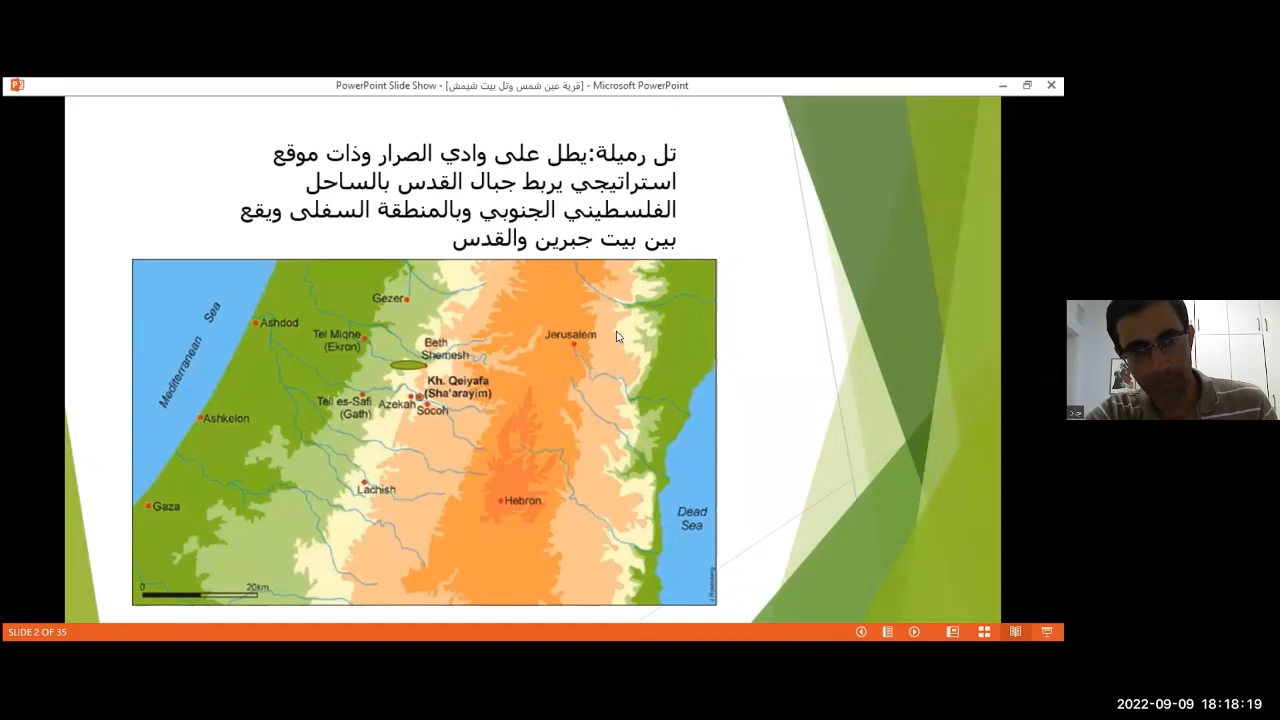 PowerPoint Slide Show - [قرية عين شمس وتل بيت شيمش] - Microsoft PowerPoint
تل رميلة:يطل على وادي الصرار وذات موقع
استراتيجي يربط جبال القدس بالساحل
الفلسطيني الجنوبي وبالمنطقة السفلى ويقع
بين بيت جبرين والقدس
Mediterranean Sea
Gezer
Ashdod
Tel Miqne
(Ekron)
Beth
Shemesh
Jerusalem
Kh. Qeiyafa
(Sha'arayim)
Tell es-Safi
(Gath)
Azekah
Socoh
Ashkelon
Lachish
Hebron
Gaza
Dead
Sea
0 20km
J. Rosenberg
SLIDE 2 OF 35
جاد
2022-09-09 18:18:19